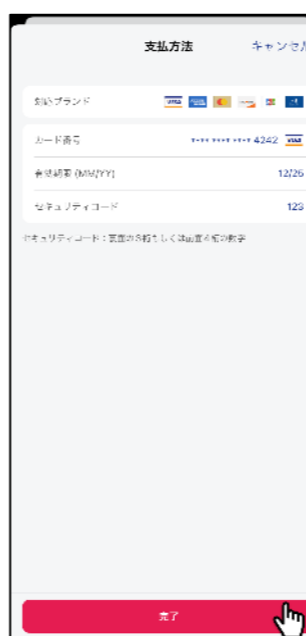 支払方法 キャンセル
対応ブランド VISA
カード番号 **** **** **** 4242 VISA
有効期限 (MM/YY) 12/26
セキュリティコード 123
セキュリティコード：裏面の3桁もしくは前面4桁の数字
完了